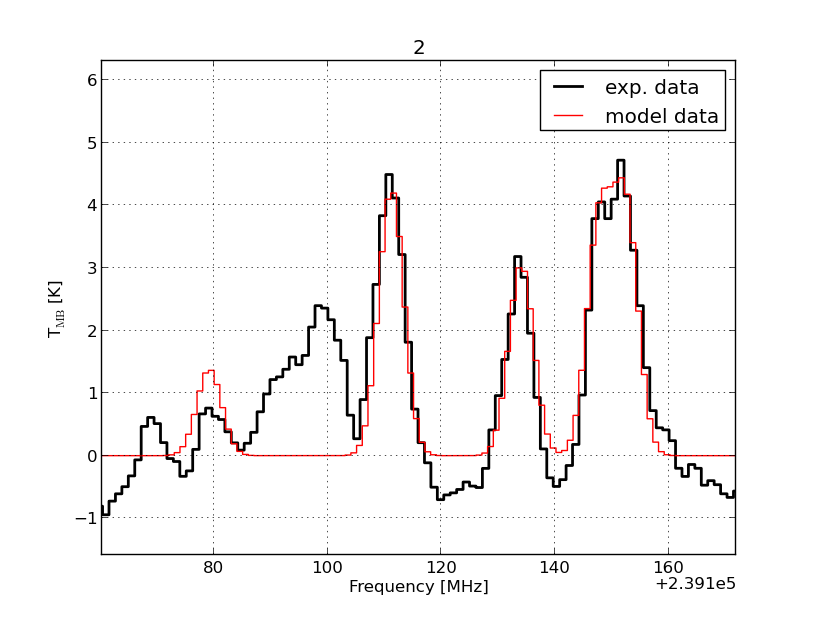 2
exp. data
model data
6
5
4
3
2
1
0
−1
T_MB [K]
80
100
120
140
160
Frequency [MHz]
+2.391e5